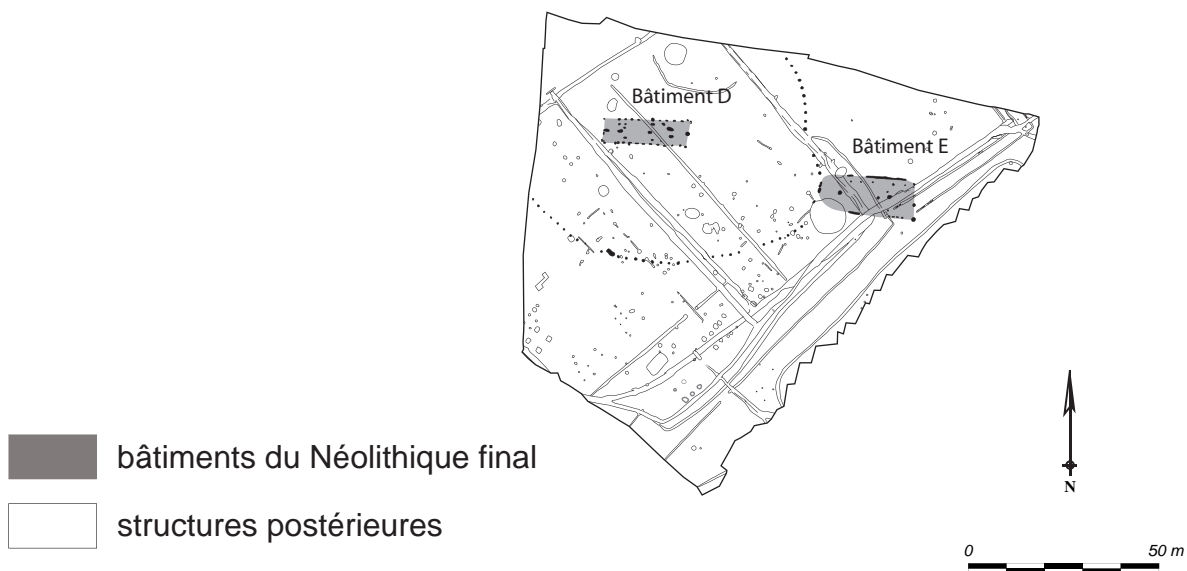 Bâtiment D
Bâtiment E
bâtiments du Néolithique final
structures postérieures
N
0
50 m